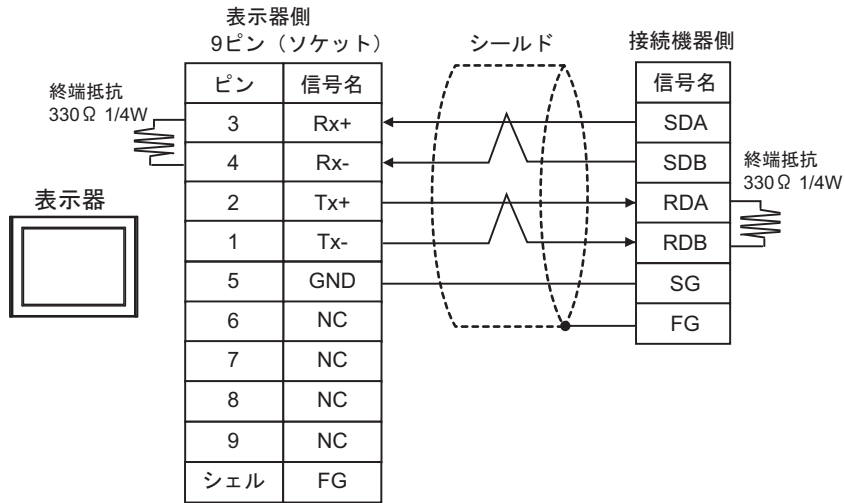 表示器側
9ピン（ソケット）
シールド
接続機器側
ピン 信号名
信号名
終端抵抗
330Ω 1/4W
3 Rx+
SDA
4 Rx-
SDB
終端抵抗
330Ω 1/4W
表示器
2 Tx+
RDA
1 Tx-
RDB
5 GND
SG
6 NC
FG
7 NC
8 NC
9 NC
シェル FG